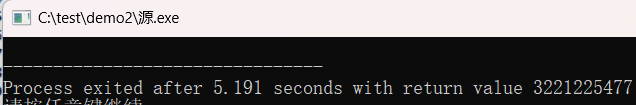 C:\test\demo2\源.exe
--------------------------------
Process exited after 5.191 seconds with return value 3221225477
请按任意键继续